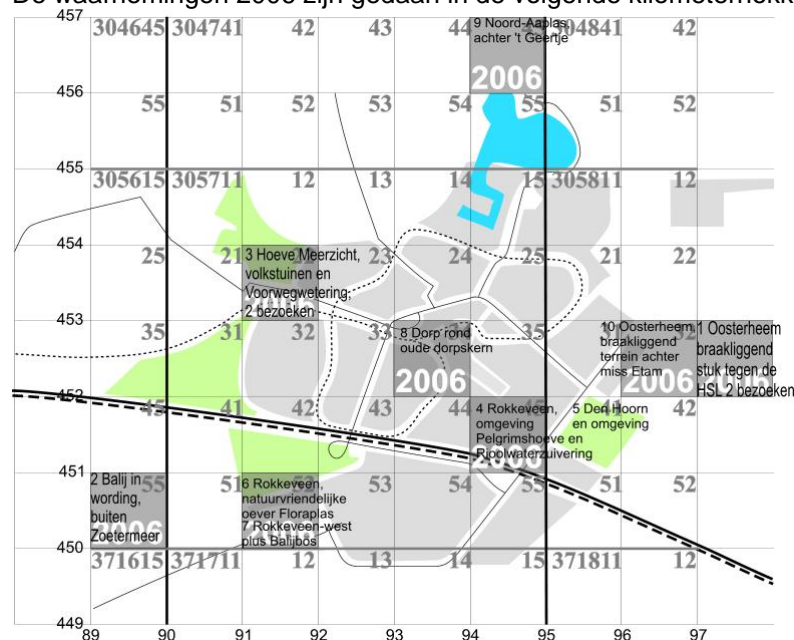 De waarnemingen 2006 zijn gedaan in de volgende kilometerhokk
457
304645 304741 42 43 44 304841 42
9 Noord-Aaplas,
achter 't Geertje
2006
456
55 51 52 53 54 55 51 52
455
305615 305711 12 13 14 15 305811 12
454
25 21 23 24 25 21 22
3 Hoeve Meerzicht,
volkstuinen en
Voorwegwetering,
2 bezoeken
2006
453
35 31 32 33 35
8 Dorp rond
oude dorpskern
2006
10 Oosterheem,
braakliggend
terrein achter
miss Etam
2006
1 Oosterheem
braakliggend
stuk tegen de
HSL 2 bezoeken
2006
452
45 41 42 43 44 41 42
4 Rokkeveen,
omgeving
Pelgrimshoeve en
Rioolwaterzuivering
2006
5 Den Hoorn
en omgeving
451
55 51 52 53 54 55 51 52
2 Balij in
wording,
buiten
Zoetermeer
2006
6 Rokkeveen,
natuurvriendelijke
oever Floraplas
7 Rokkeveen-west
plus Balijbos
450
371615 371711 12 13 14 15 371811 12
449
89 90 91 92 93 94 95 96 97